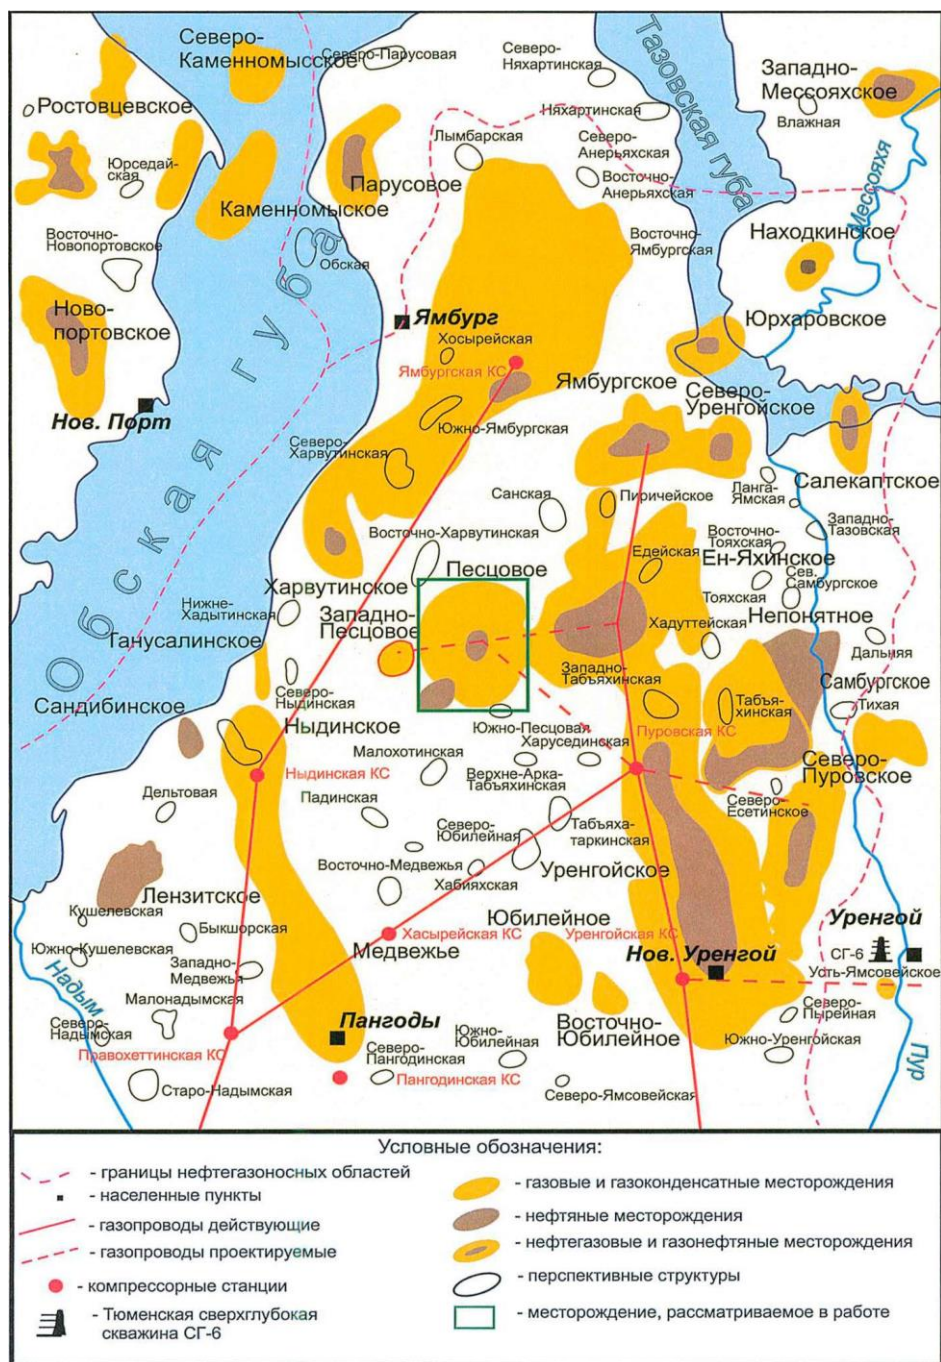 Северо-
Каменномысское
Северо-Парусовая
Северо-
Няхартинская
Тазовская губа
Западно-
Мессояхское
Влажная
Ростовцевское
Няхартинская
Лымбарская
Северо-
Анерьяхская
Мессояха
Юрседай-
ская
Парусовое
Восточно-
Анерьяхская
Каменномыское
Восточно-
Новопортовское
Обская
Восточно-
Ямбургская
Находкинское
Ново-
портовское
Ямбург
Хосырейская
Юрхаровское
Ямбургская КС
Ямбургское
Северо-
Уренгойское
Нов. Порт
Обская губа
Южно-Ямбургская
Северо-
Харвутинская
Санская
Пиричейское
Ланга-
Ямская
Салекаптское
Восточно-Харвутинская
Восточно-
Тояхская
Западно-
Тазовская
Едейская
Ен-Яхинское
Песцовое
Харвутинское
Сев.
Самбургское
Тояхская
Нижне-
Хадытинская
Западно-
Песцовое
Хадуттейская
Непонятное
Танусалинское
Дальняя
Западно-
Табъяхинская
Северо-
Ныдинская
Самбургское
Сандибинское
Табъя-
хинская
Тихая
Ныдинское
Южно-Песцовая
Харусединская
Пуровская КС
Малохотинская
Северо-
Пуровское
Ныдинская КС
Верхне-Арка-
Табъяхинская
Дельтовая
Падинская
Северо-
Есетинское
Северо-
Юбилейная
Табъяха-
таркинская
Восточно-Медвежья
Хабияхская
Уренгойское
Лензитское
Кушелевская
Быкшорская
Хасырейская КС
Юбилейное
Уренгойская КС
Уренгой
Медвежье
Южно-Кушелевская
Нов. Уренгой
СГ-6
Усть-Ямсовейское
Западно-
Медвежья
Надым
Малонадымская
Северо-
Надымская
Пангоды
Южно-
Юбилейная
Восточно-
Юбилейное
Северо-
Пырейная
Правохеттинская КС
Северо-
Пангодинская
Южно-Уренгойская
Пур
Пангодинская КС
Старо-Надымская
Северо-Ямсовейская
Условные обозначения:
- границы нефтегазоносных областей
- населенные пункты
- газопроводы действующие
- газопроводы проектируемые
- компрессорные станции
- Тюменская сверхглубокая
скважина СГ-6
- газовые и газоконденсатные месторождения
- нефтяные месторождения
- нефтегазовые и газонефтяные месторождения
- перспективные структуры
- месторождение, рассматриваемое в работе